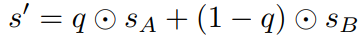 s′ = q ⊙ s_A + (1 − q) ⊙ s_B